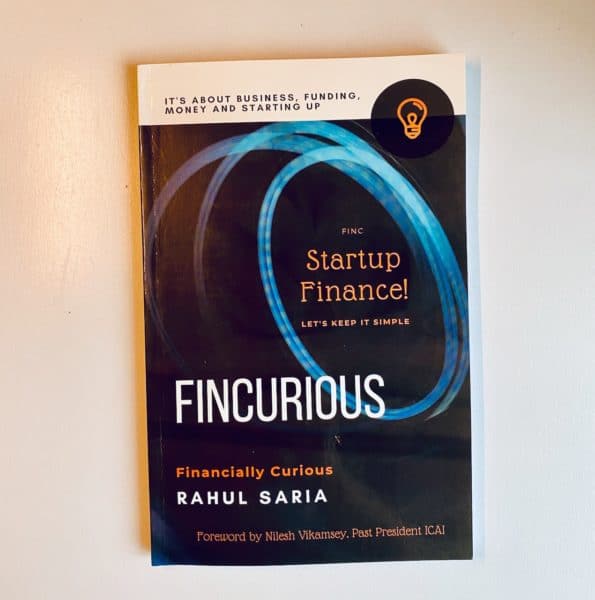 IT'S ABOUT BUSINESS, FUNDING,
MONEY AND STARTING UP
FINC
Startup
Finance!
LET'S KEEP IT SIMPLE
FINCURIOUS
Financially Curious
RAHUL SARIA
Foreword by Nilesh Vikamsey, Past President ICAI